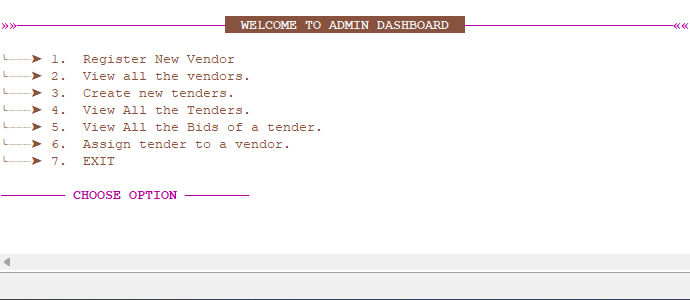 »» WELCOME TO ADMIN DASHBOARD ««
1. Register New Vendor
2. View all the vendors.
3. Create new tenders.
4. View All the Tenders.
5. View All the Bids of a tender.
6. Assign tender to a vendor.
7. EXIT
CHOOSE OPTION